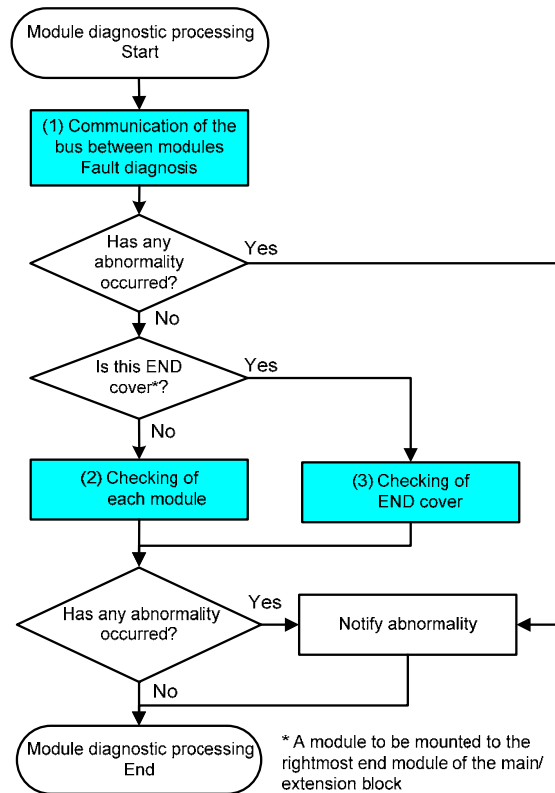 Module diagnostic processing
Start
(1) Communication of the
bus between modules
Fault diagnosis
Has any
abnormality
occurred?
Yes
No
Is this END
cover*?
Yes
No
(2) Checking of
each module
(3) Checking of
END cover
Has any abnormality
occurred?
Yes
Notify abnormality
No
Module diagnostic processing
End
* A module to be mounted to the
rightmost end module of the main/
extension block